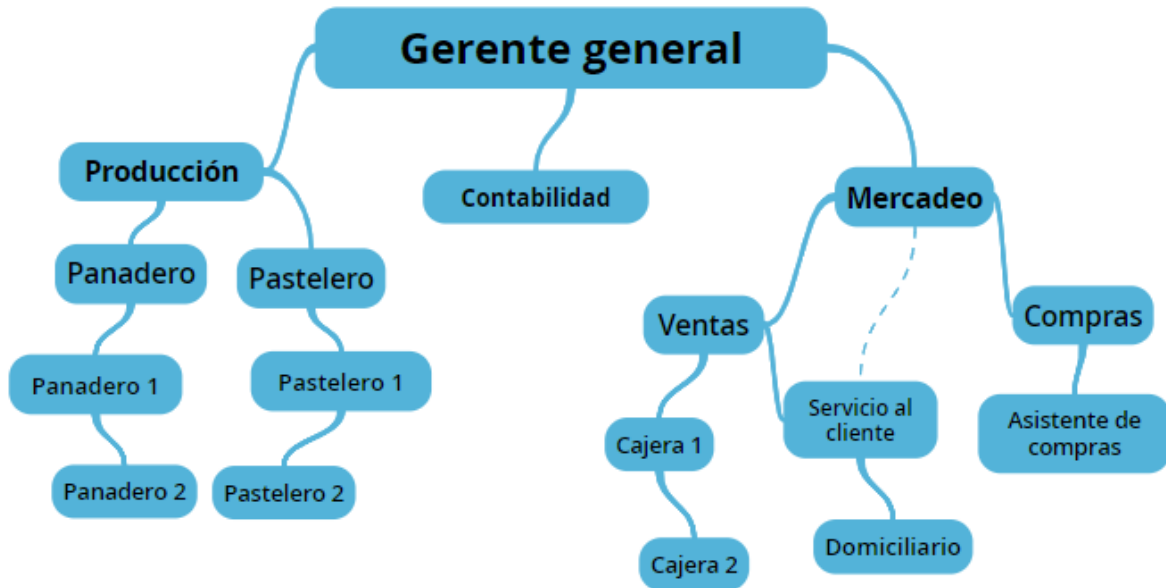 Gerente general
Producción
Contabilidad
Mercadeo
Panadero
Pastelero
Ventas
Compras
Panadero 1
Pastelero 1
Servicio al
cliente
Asistente de
compras
Cajera 1
Panadero 2
Pastelero 2
Domiciliario
Cajera 2